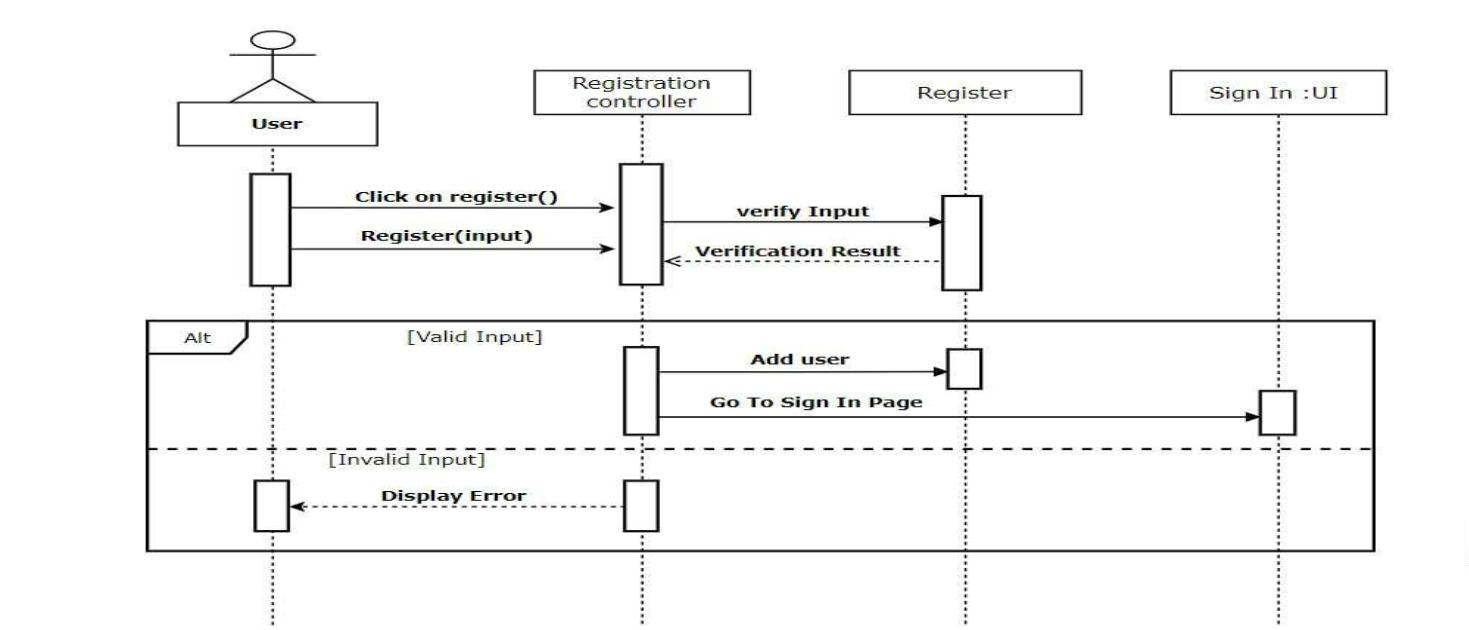 Registration
controller
Register
Sign In :UI
User
Click on register()
verify Input
Register(input)
Verification Result
Alt
[Valid Input]
Add user
Go To Sign In Page
[Invalid Input]
Display Error